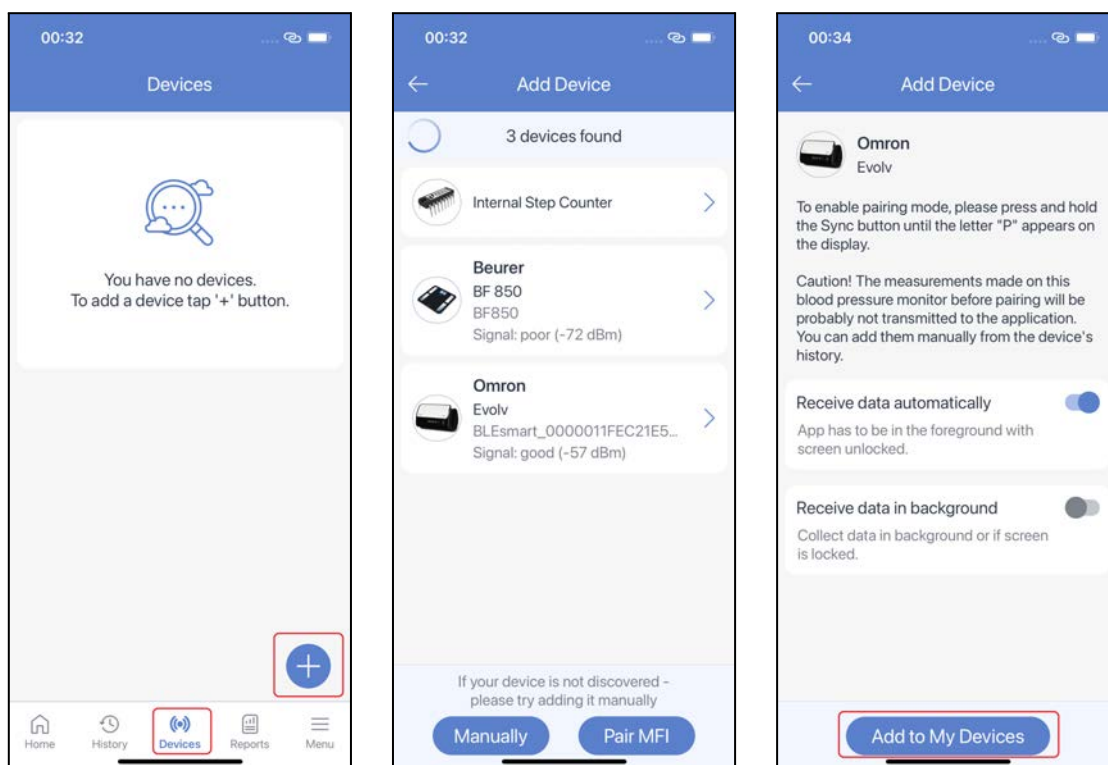 00:32
Devices
You have no devices.
To add a device tap '+' button.
Home
History
Devices
Reports
Menu
00:32
Add Device
3 devices found
Internal Step Counter
Beurer
BF 850
BF850
Signal: poor (-72 dBm)
Omron
Evolv
BLEsmart_0000011FEC21E5...
Signal: good (-57 dBm)
If your device is not discovered -
please try adding it manually
Manually
Pair MFI
00:34
Add Device
Omron
Evolv
To enable pairing mode, please press and hold
the Sync button until the letter "P" appears on
the display.
Caution! The measurements made on this
blood pressure monitor before pairing will be
probably not transmitted to the application.
You can add them manually from the device's
history.
Receive data automatically
App has to be in the foreground with
screen unlocked.
Receive data in background
Collect data in background or if screen
is locked.
Add to My Devices